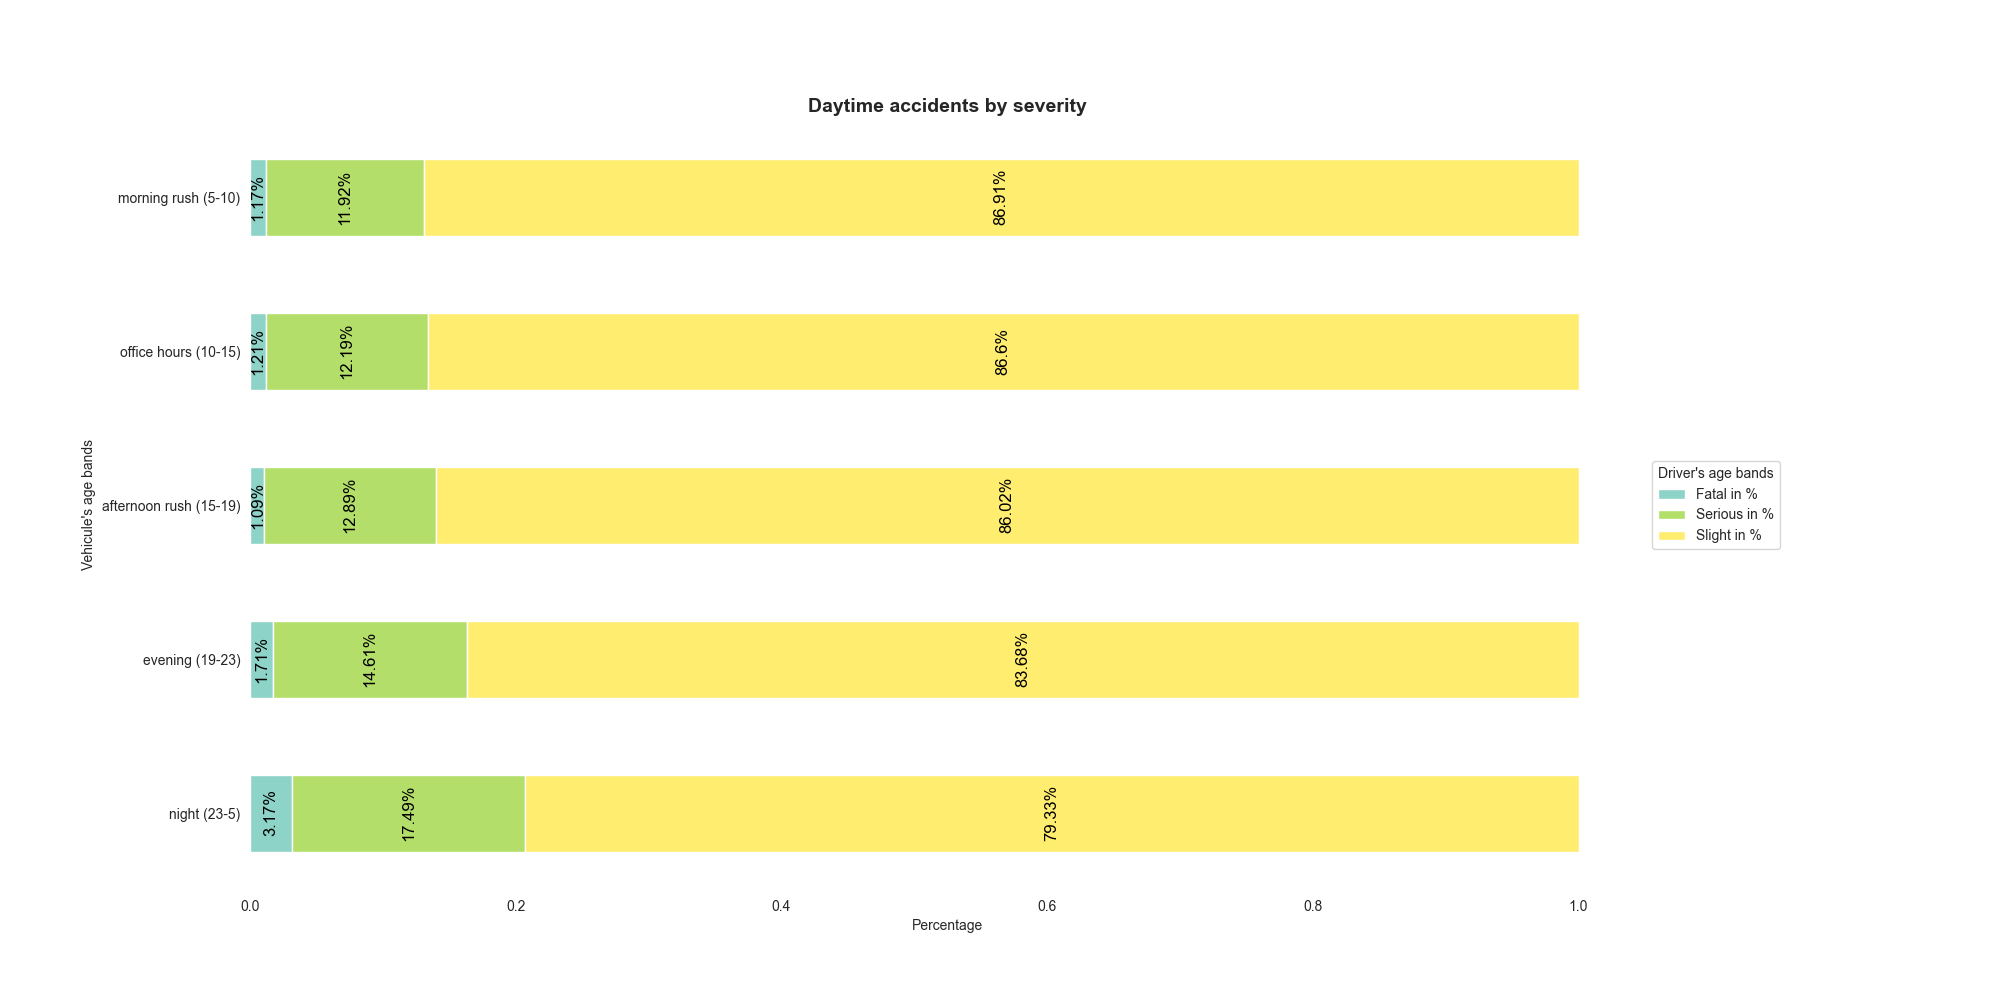 Daytime accidents by severity
Vehicule's age bands
morning rush (5-10)
1.17%
11.92%
86.91%
office hours (10-15)
1.21%
12.19%
86.6%
afternoon rush (15-19)
1.09%
12.89%
86.02%
evening (19-23)
1.71%
14.61%
83.68%
night (23-5)
3.17%
17.49%
79.33%
0.0 0.2 0.4 0.6 0.8 1.0
Percentage
Driver's age bands
Fatal in %
Serious in %
Slight in %